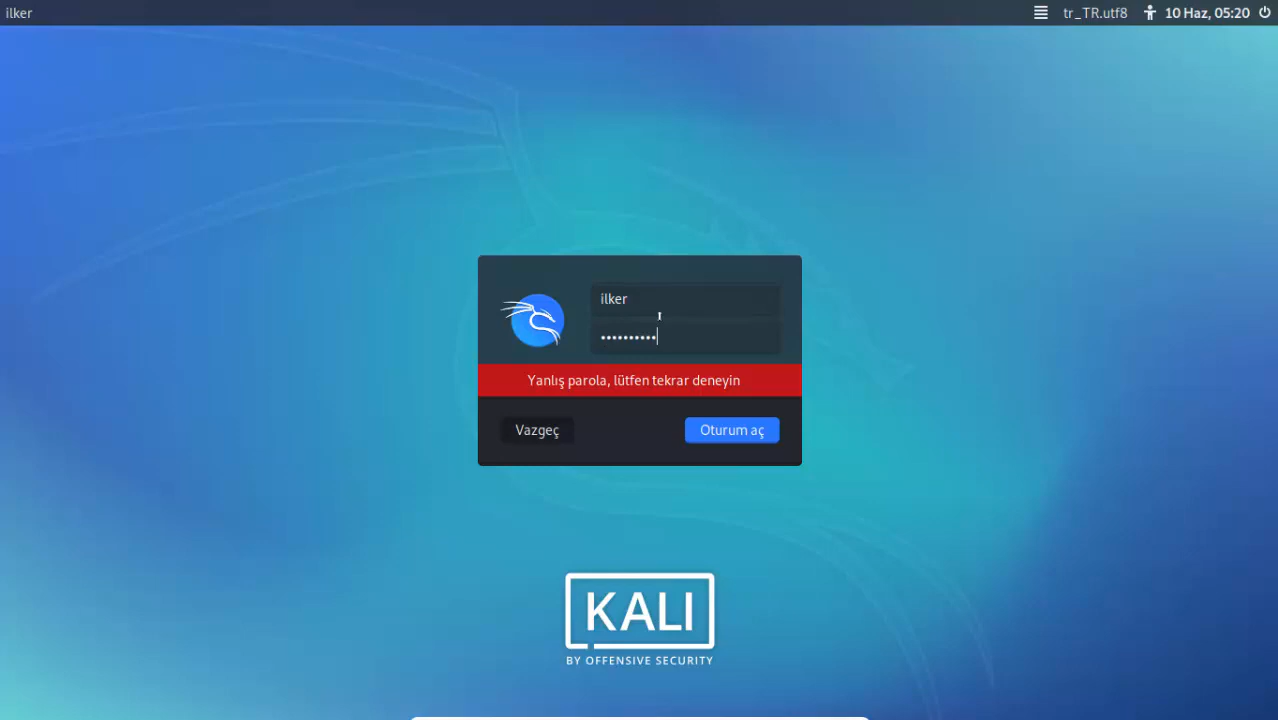 ilker
tr_TR.utf8
10 Haz, 05:20
ilker
••••••••••
Yanlış parola, lütfen tekrar deneyin
Vazgeç
Oturum aç
KALI
BY OFFENSIVE SECURITY